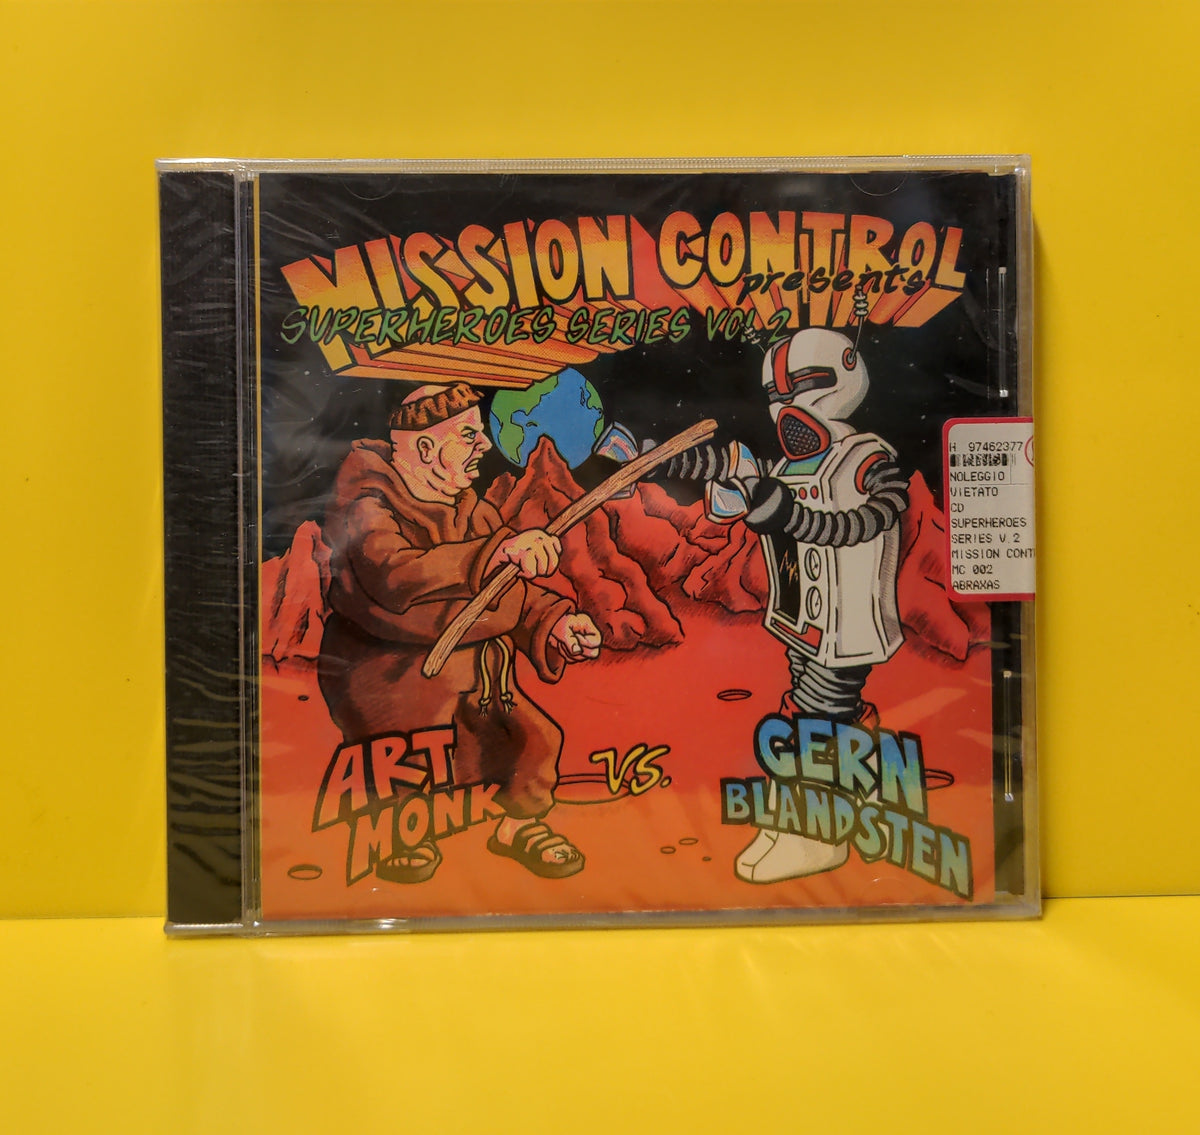 MISSION CONTROL
presents
SUPERHEROES SERIES VOL 2
H 97462377
NOLEGGIO
VIETATO
CD
SUPERHEROES
SERIES V.2
MISSION CONT
MC 002
ABRAXAS
ART
MONK
VS.
GERN
BLANDSTEN